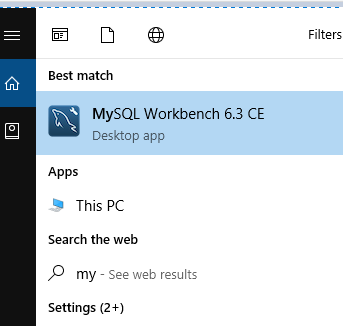 Filters
Best match
MySQL Workbench 6.3 CE
Desktop app
Apps
This PC
Search the web
my - See web results
Settings (2+)